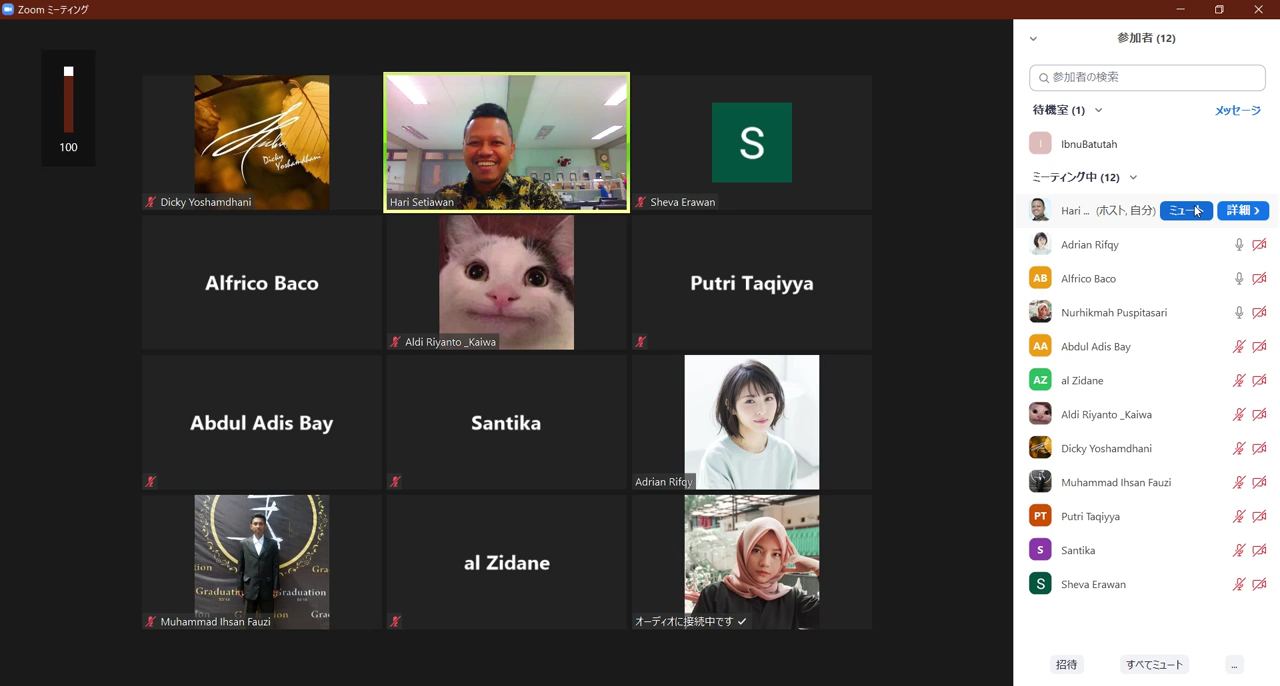 Zoom ミーティング
100
Dicky Yoshamdhani
Dicky Yoshamdhani
Hari Setiawan
S
Sheva Erawan
Alfrico Baco
Aldi Riyanto _Kaiwa
Putri Taqiyya
Abdul Adis Bay
Santika
Adrian Rifqy
Graduation
Graduation
Muhammad Ihsan Fauzi
al Zidane
オーディオに接続中です
参加者 (12)
参加者の検索
待機室 (1)
メッセージ
I
IbnuBatutah
ミーティング中 (12)
Hari ... (ホスト, 自分)
ミュート
詳細 >
Adrian Rifqy
AB
Alfrico Baco
Nurhikmah Puspitasari
AA
Abdul Adis Bay
AZ
al Zidane
Aldi Riyanto _Kaiwa
Dicky Yoshamdhani
Muhammad Ihsan Fauzi
PT
Putri Taqiyya
S
Santika
S
Sheva Erawan
招待
すべてミュート
...